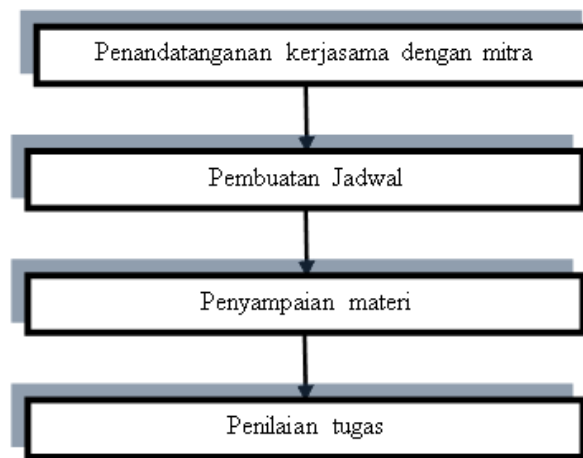 Penandatanganan kerjasama dengan mitra
Pembuatan Jadwal
Penyampaian materi
Penilaian tugas